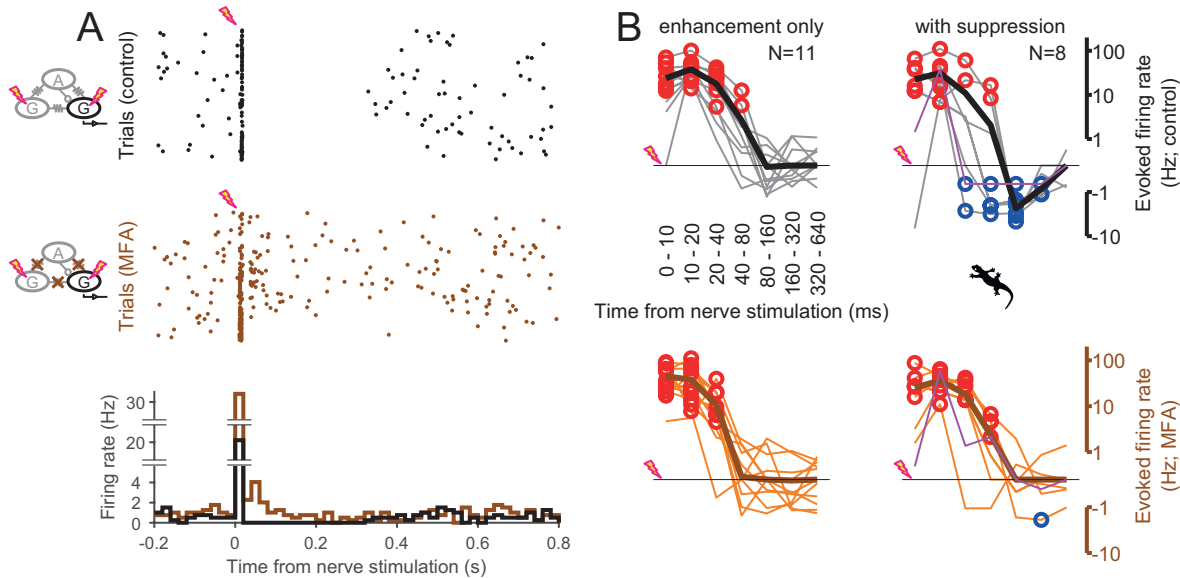 A
A
G
G
Trials (control)
A
G
G
Trials (MFA)
Firing rate (Hz)
30
20
4
2
0
-0.2
0
0.2
0.4
0.6
0.8
Time from nerve stimulation (s)
B
enhancement only
N=11
with suppression
N=8
100
10
1
-1
-10
Evoked firing rate
(Hz; control)
0 - 10
10 - 20
20 - 40
40 - 80
80 -160
160 -320
320 -640
Time from nerve stimulation (ms)
100
10
1
-1
-10
Evoked firing rate
(Hz; MFA)